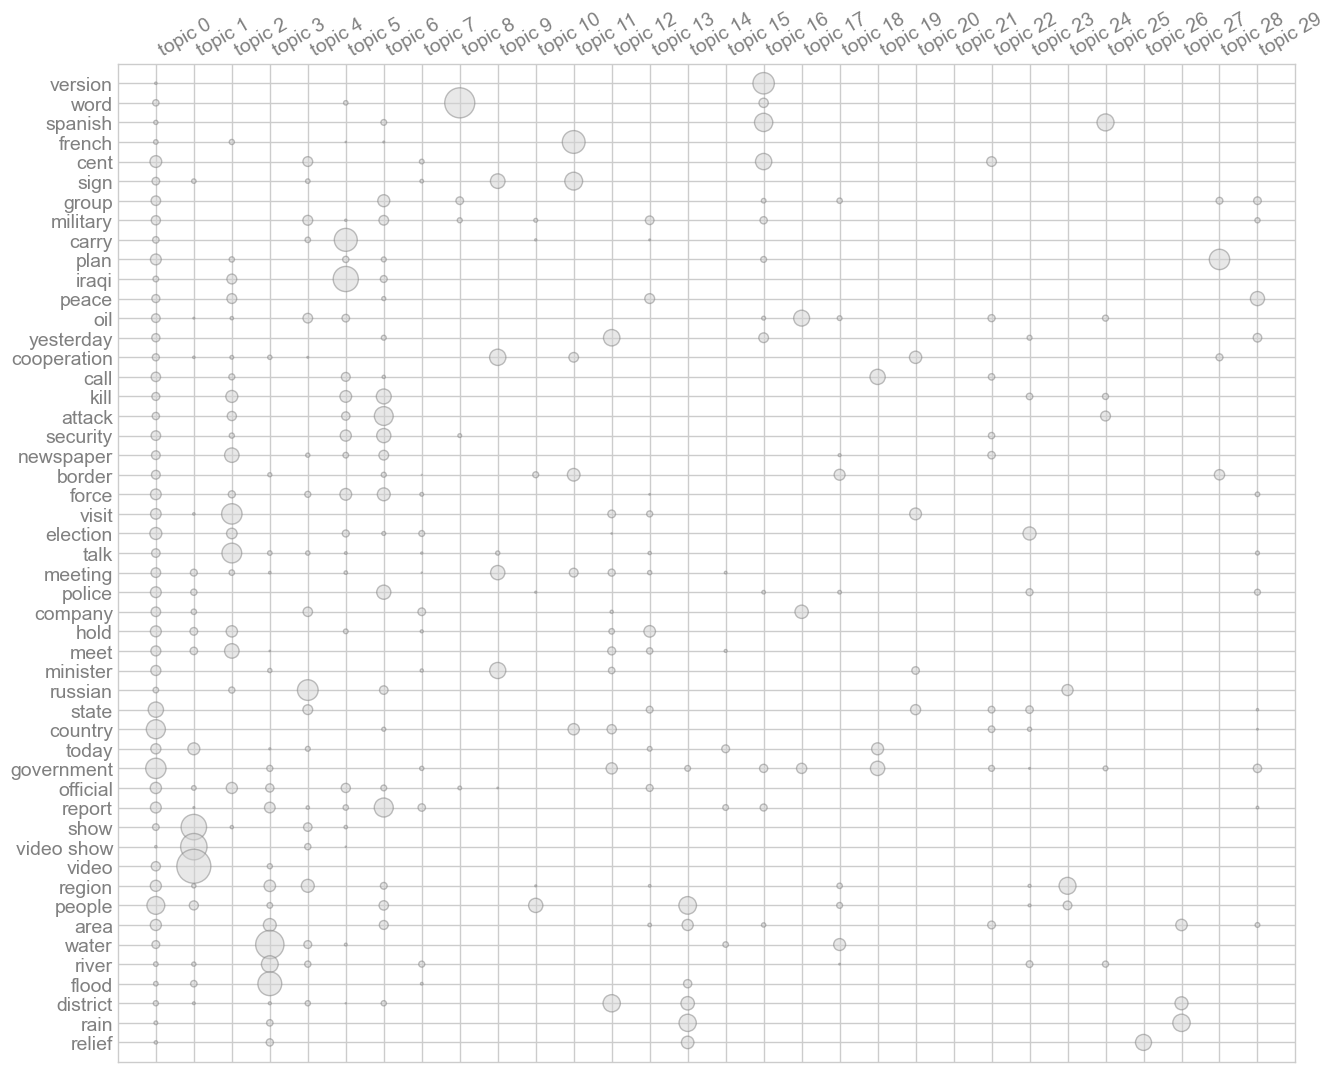 topic 0 topic 1 topic 2 topic 3 topic 4 topic 5 topic 6 topic 7 topic 8 topic 9 topic 10 topic 11 topic 12 topic 13 topic 14 topic 15 topic 16 topic 17 topic 18 topic 19 topic 20 topic 21 topic 22 topic 23 topic 24 topic 25 topic 26 topic 27 topic 28 topic 29
version
word
spanish
french
cent
sign
group
military
carry
plan
iraqi
peace
oil
yesterday
cooperation
call
kill
attack
security
newspaper
border
force
visit
election
talk
meeting
police
company
hold
meet
minister
russian
state
country
today
government
official
report
show
video show
video
region
people
area
water
river
flood
district
rain
relief